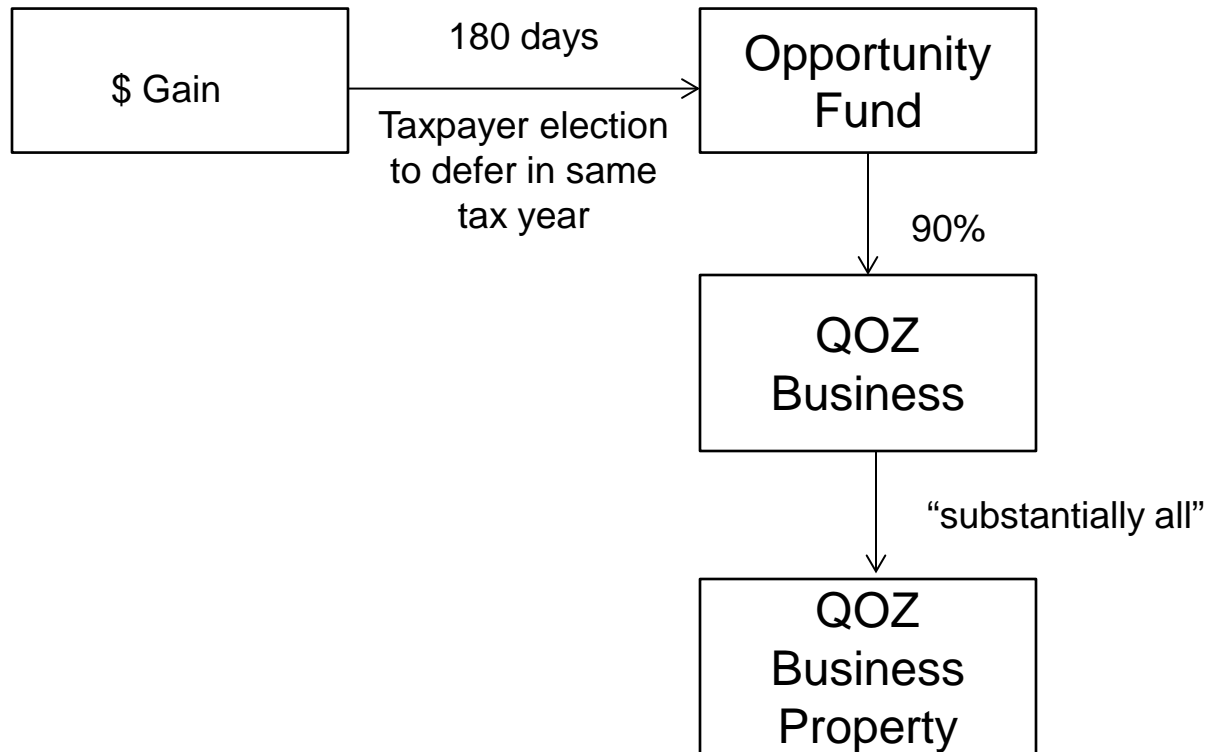 $ Gain
180 days
Taxpayer election
to defer in same
tax year
Opportunity
Fund
90%
QOZ
Business
“substantially all”
QOZ
Business
Property